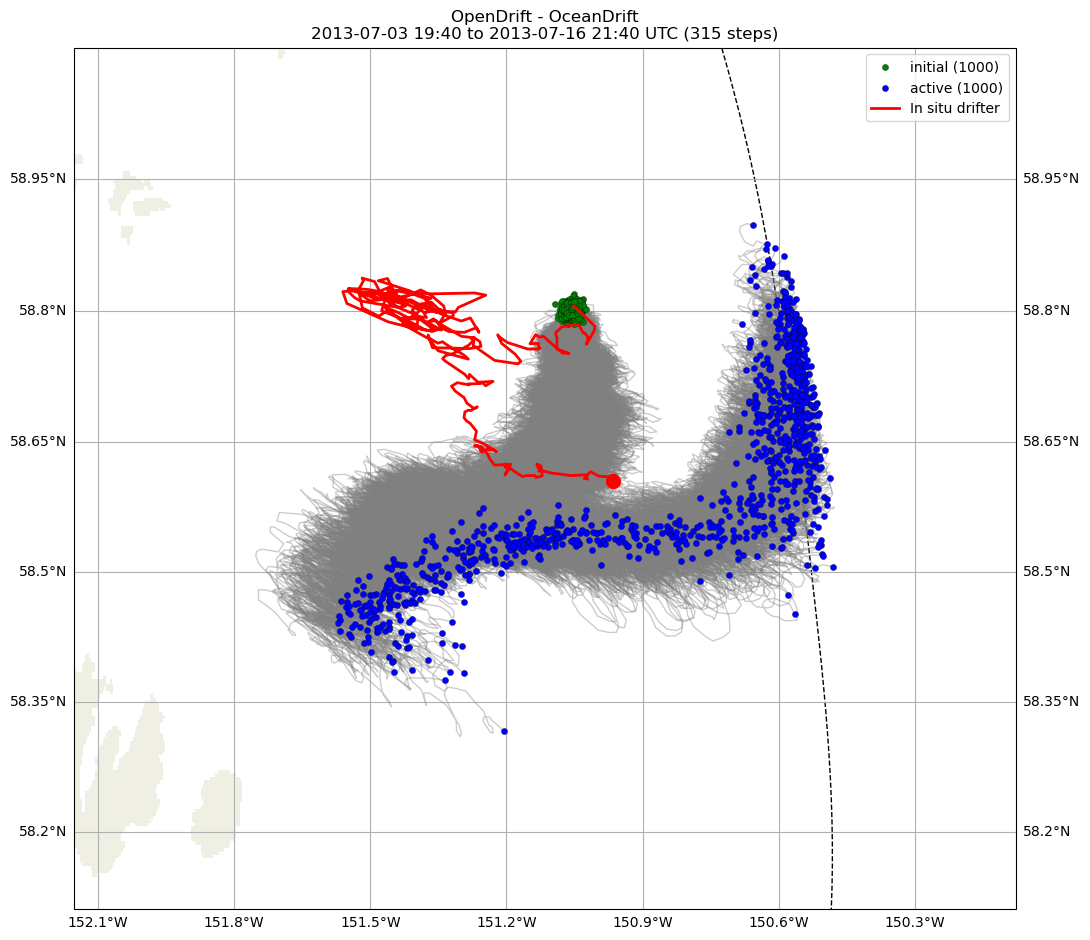 OpenDrift - OceanDrift
2013-07-03 19:40 to 2013-07-16 21:40 UTC (315 steps)
initial (1000)
active (1000)
In situ drifter
58.95°N
58.95°N
58.8°N
58.8°N
58.65°N
58.65°N
58.5°N
58.5°N
58.35°N
58.35°N
58.2°N
58.2°N
152.1°W
151.8°W
151.5°W
151.2°W
150.9°W
150.6°W
150.3°W